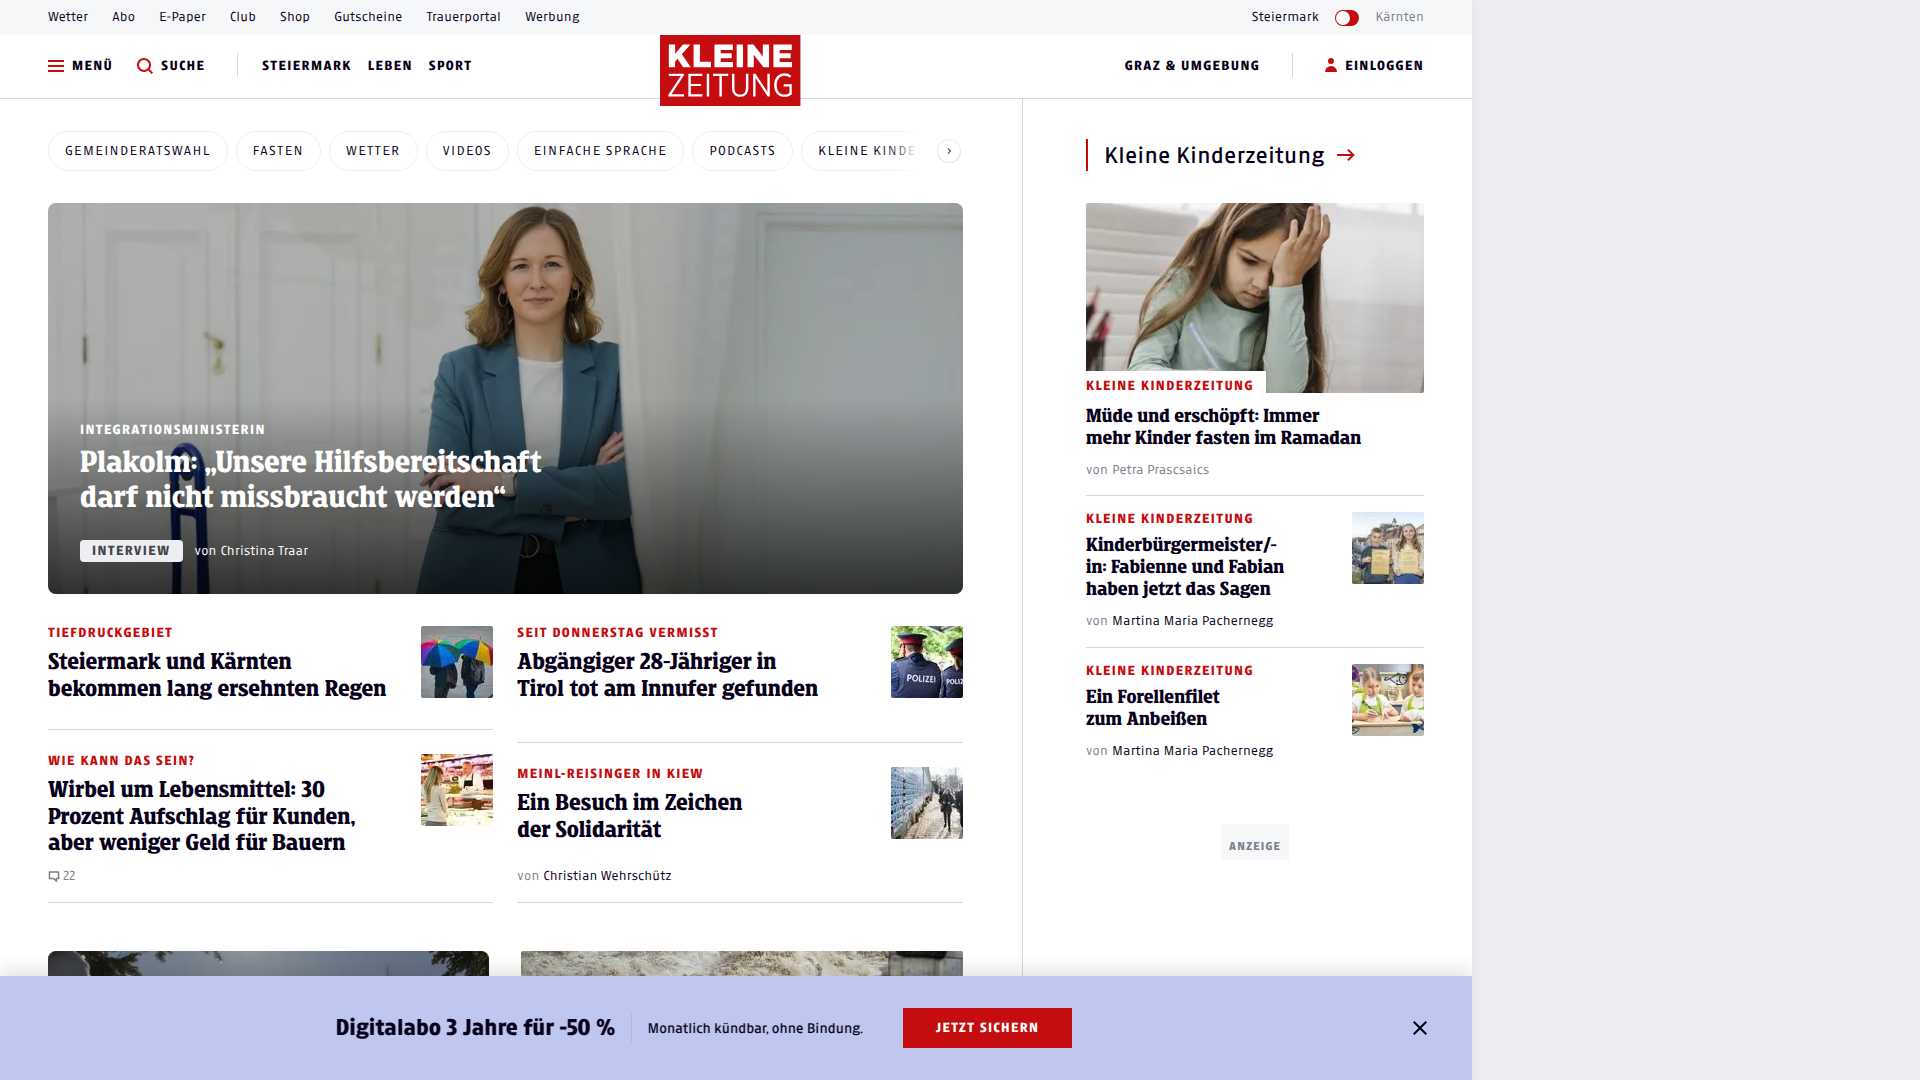 Wetter Abo E-Paper Club Shop Gutscheine Trauerportal Werbung Steiermark Kärnten
MENÜ SUCHE STEIERMARK LEBEN SPORT KLEINE ZEITUNG GRAZ & UMGEBUNG EINLOGGEN
GEMEINDERATSWAHL FASTEN WETTER VIDEOS EINFACHE SPRACHE PODCASTS KLEINE KINDE
INTEGRATIONSMINISTERIN
Plakolm: „Unsere Hilfsbereitschaft
darf nicht missbraucht werden“
INTERVIEW von Christina Traar
TIEFDRUCKGEBIET
Steiermark und Kärnten
bekommen lang ersehnten Regen
SEIT DONNERSTAG VERMISST
Abgängiger 28-Jähriger in
Tirol tot am Innufer gefunden
POLIZEI
WIE KANN DAS SEIN?
Wirbel um Lebensmittel: 30
Prozent Aufschlag für Kunden,
aber weniger Geld für Bauern
22
MEINL-REISINGER IN KIEW
Ein Besuch im Zeichen
der Solidarität
von Christian Wehrschütz
Kleine Kinderzeitung
KLEINE KINDERZEITUNG
Müde und erschöpft: Immer
mehr Kinder fasten im Ramadan
von Petra Prascsaics
KLEINE KINDERZEITUNG
Kinderbürgermeister/-
in: Fabienne und Fabian
haben jetzt das Sagen
von Martina Maria Pachernegg
KLEINE KINDERZEITUNG
Ein Forellenfilet
zum Anbeißen
von Martina Maria Pachernegg
ANZEIGE
Digitalabo 3 Jahre für -50 % Monatlich kündbar, ohne Bindung. JETZT SICHERN